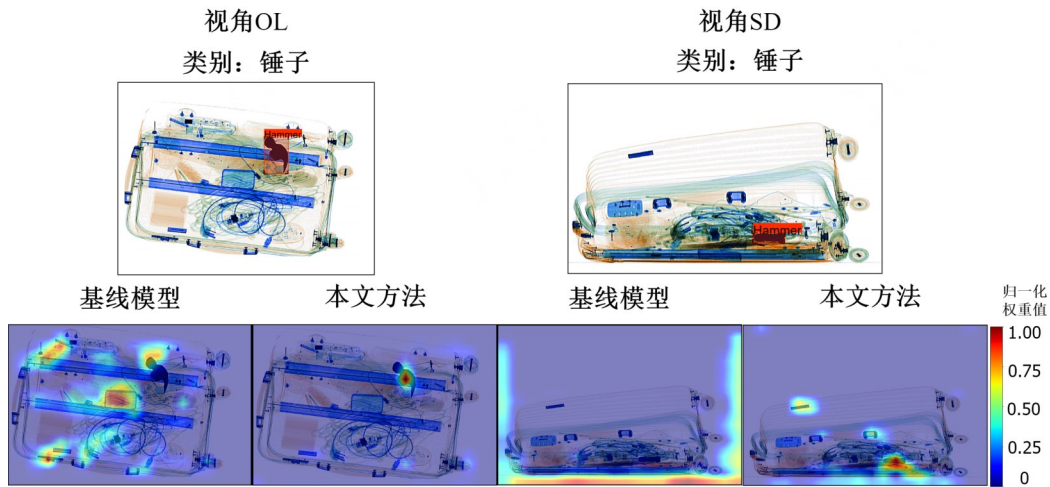 视角OL
视角SD
类别：锤子
类别：锤子
Hammer
Hammer
基线模型
本文方法
基线模型
本文方法
归一化
权重值
1.00
0.75
0.50
0.25
0